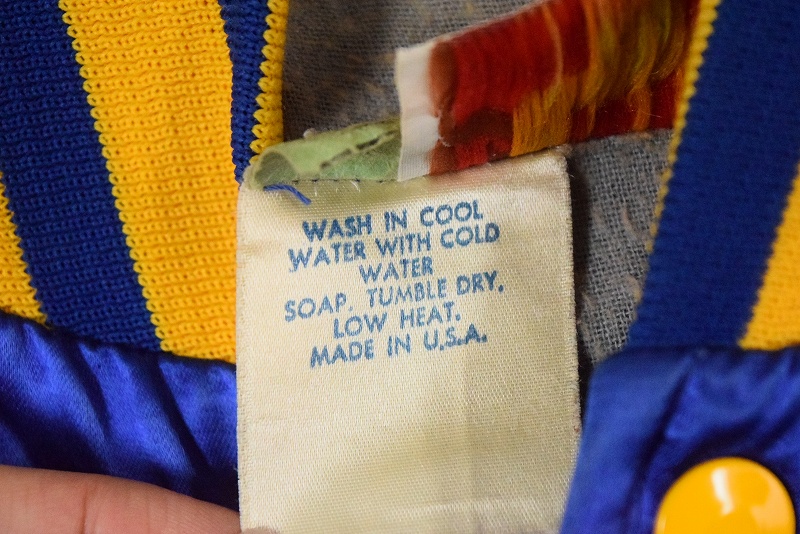 WASH IN COOL
WATER WITH COLD
WATER
SOAP. TUMBLE DRY.
LOW HEAT.
MADE IN U.S.A.